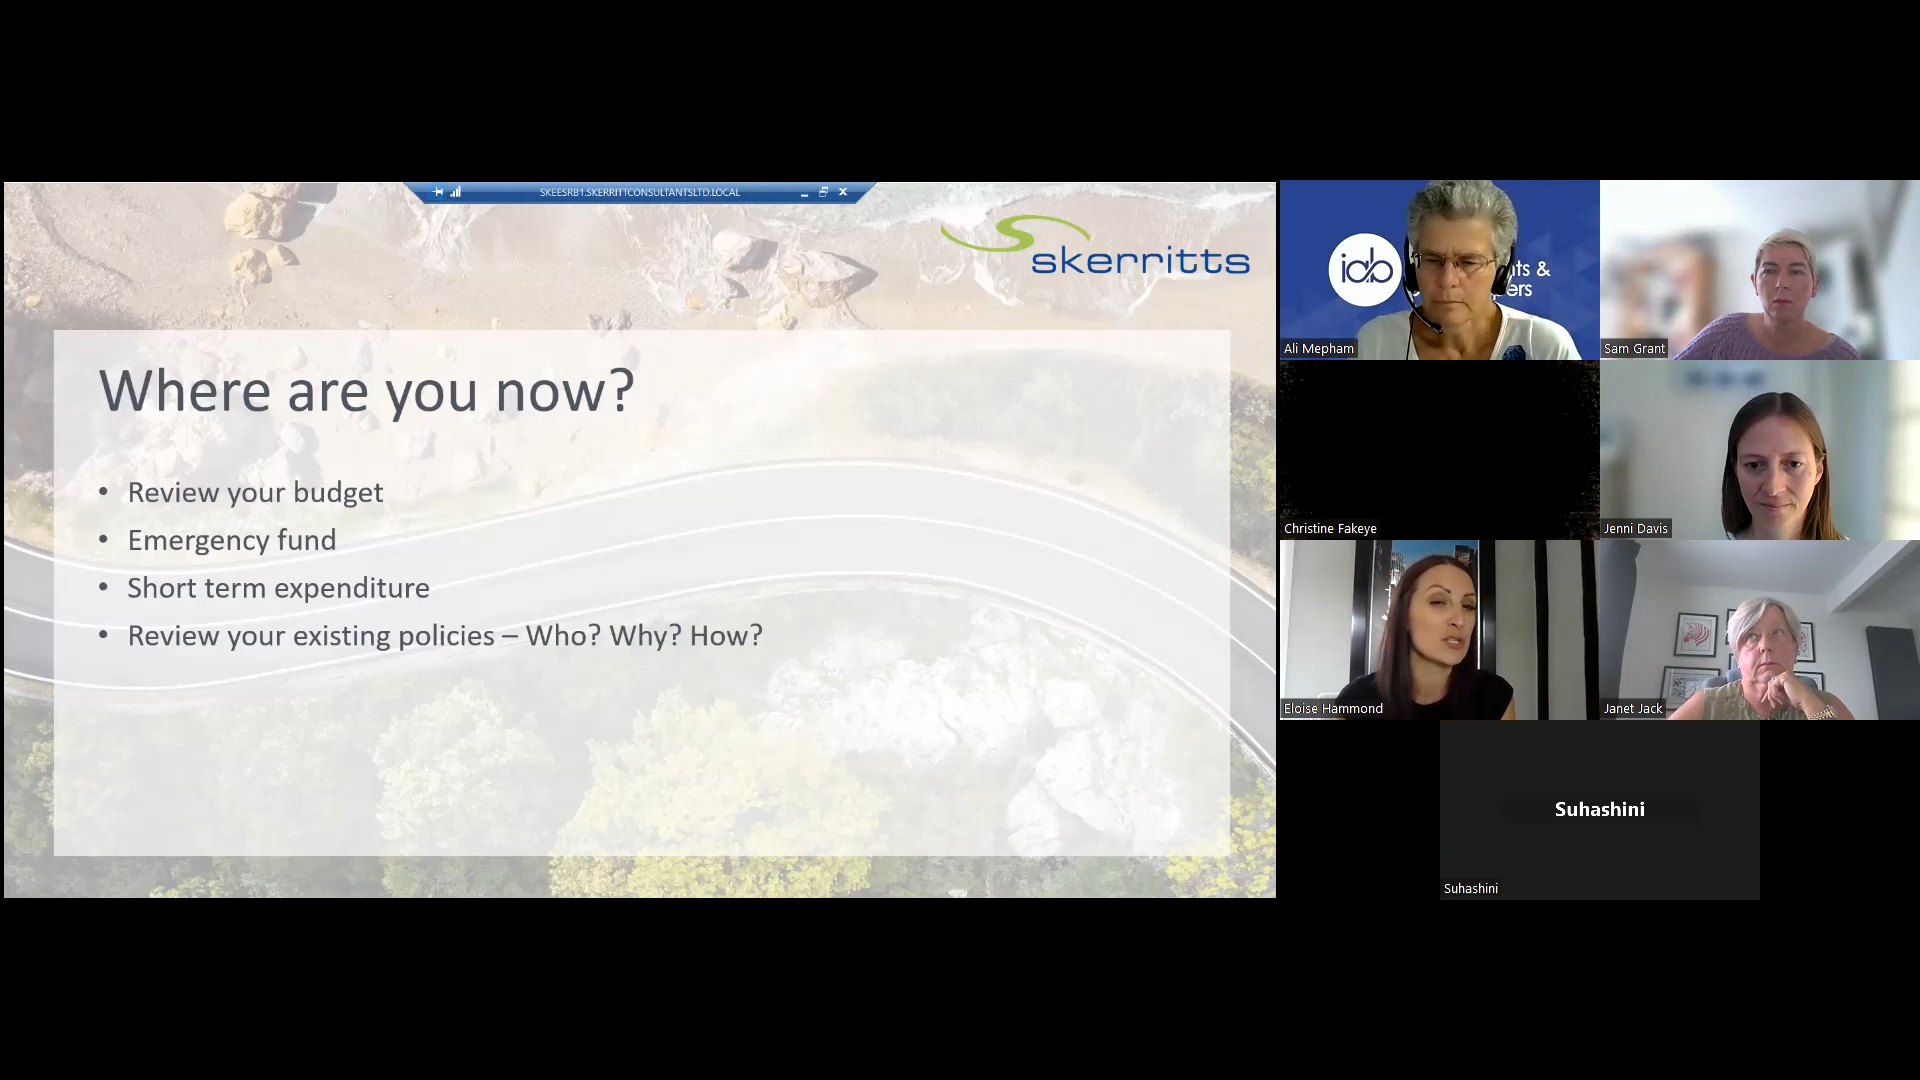 SKEESRB1.SKERRITTCONSULTANTSLTD.LOCAL
skerritts
Where are you now?
• Review your budget
• Emergency fund
• Short term expenditure
• Review your existing policies – Who? Why? How?
iab
&
Ali Mepham
Sam Grant
Christine Fakeye
Jenni Davis
Eloise Hammond
Janet Jack
Suhashini
Suhashini